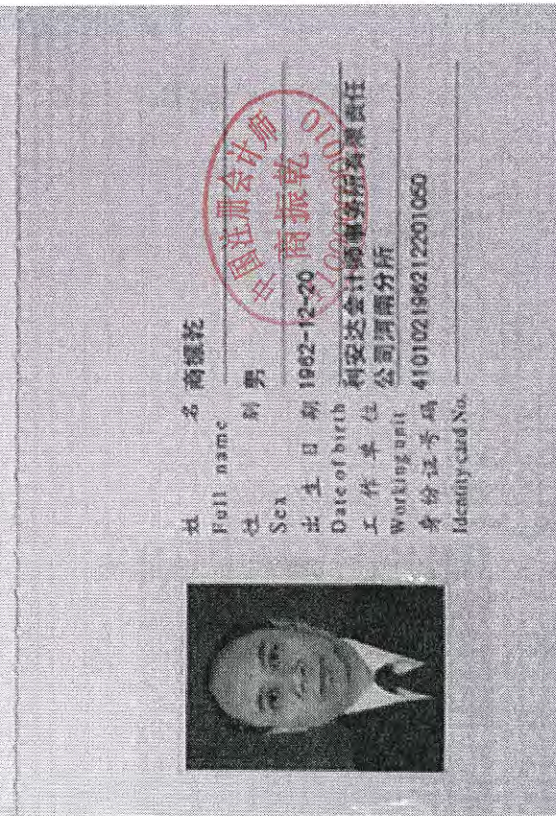 姓名 商振乾
Full name
性别 男
Sex
出生日期 1962-12-20
Date of birth
工作单位 利安达会计师事务所有限责任
Working unit 公司河南分所
身份证号码 410102196212201060
Identity card No.
中国注册会计师
商振乾